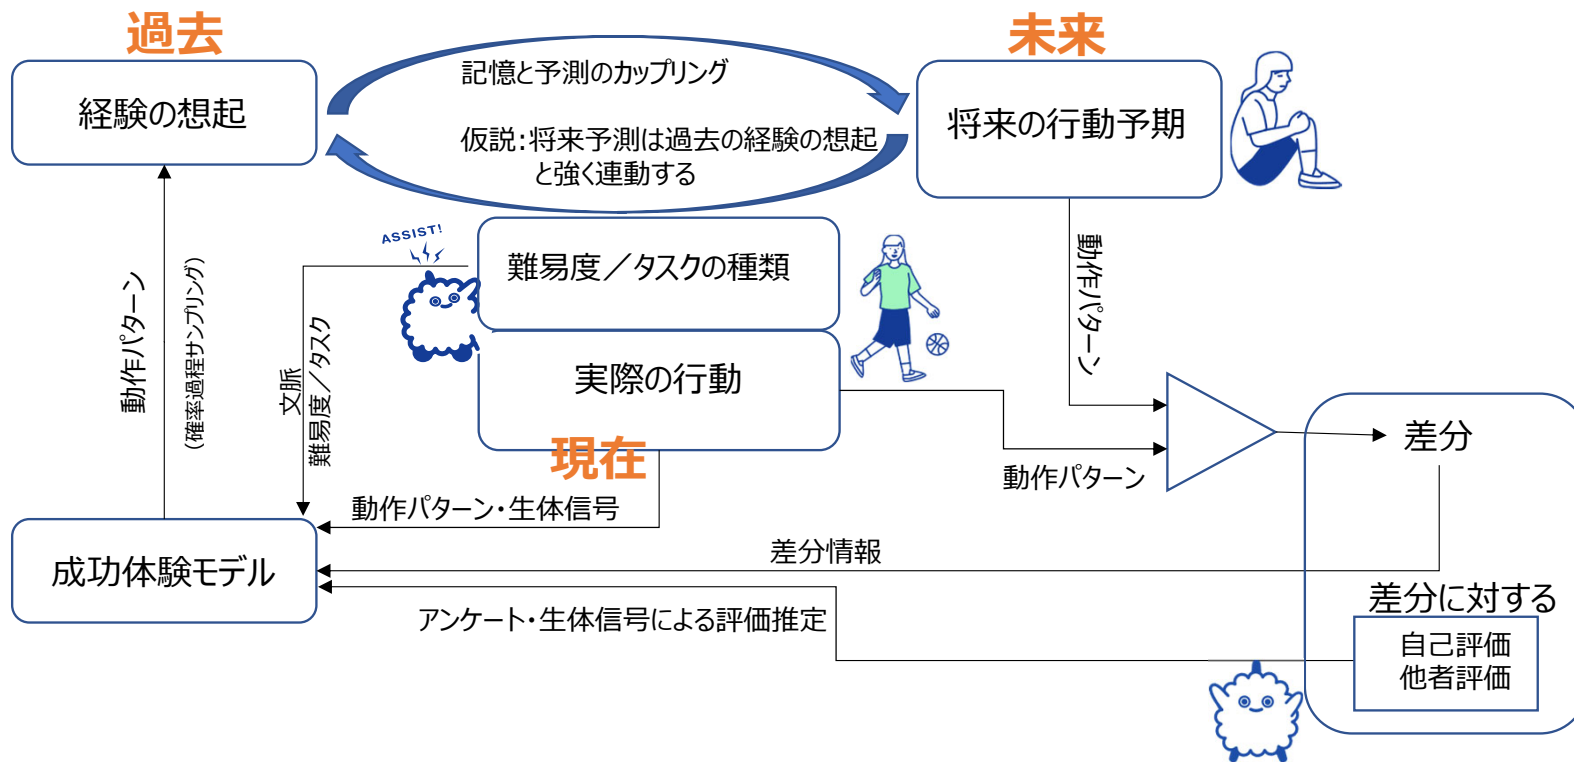 過去
未来
経験の想起
記憶と予測のカップリング
仮説：将来予測は過去の経験の想起
と強く連動する
将来の行動予期
ASSIST!
難易度／タスクの種類
実際の行動
現在
動作パターン
（確率過程サンプリング）
文脈
難易度／タスク
動作パターン
動作パターン
差分
動作パターン・生体信号
成功体験モデル
差分情報
アンケート・生体信号による評価推定
差分に対する
自己評価
他者評価